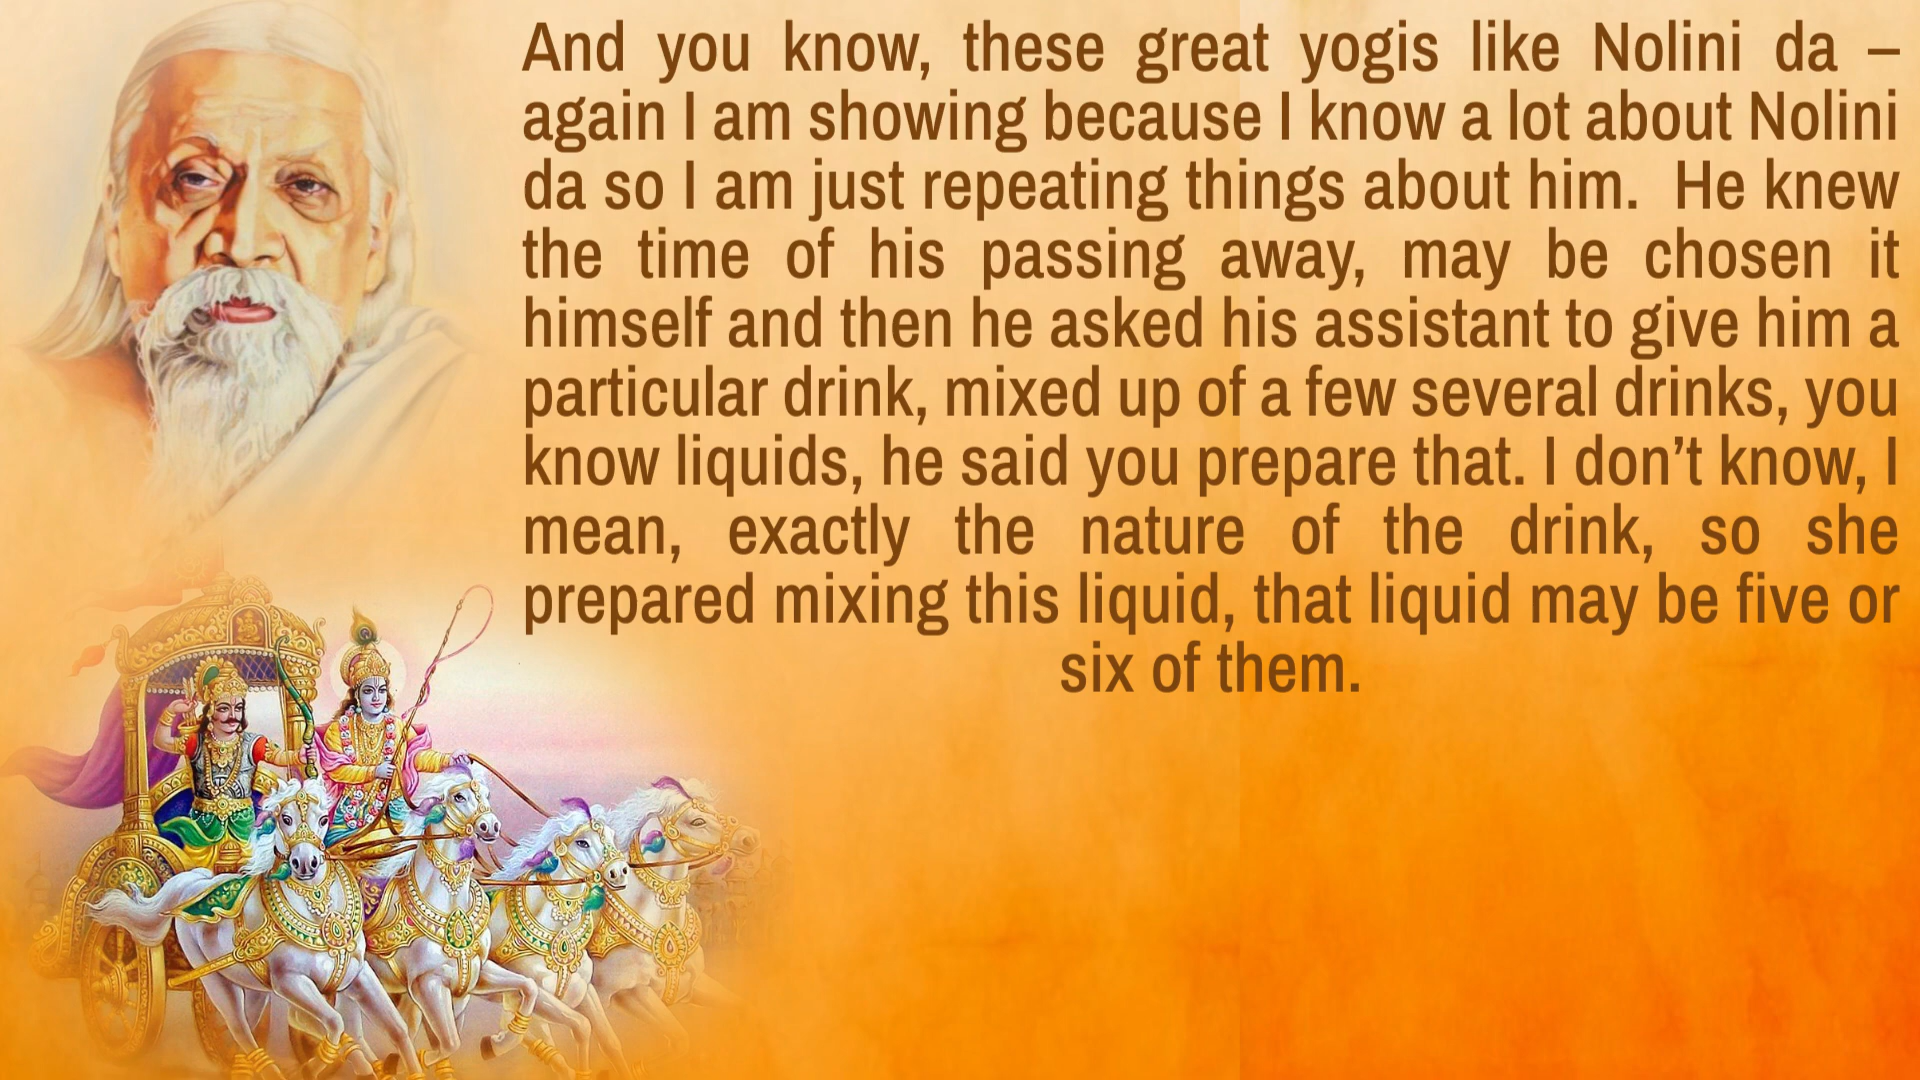 And you know, these great yogis like Nolini da –
again I am showing because I know a lot about Nolini
da so I am just repeating things about him.  He knew
the time of his passing away, may be chosen it
himself and then he asked his assistant to give him a
particular drink, mixed up of a few several drinks, you
know liquids, he said you prepare that. I don’t know, I
mean, exactly the nature of the drink, so she
prepared mixing this liquid, that liquid may be five or
six of them.